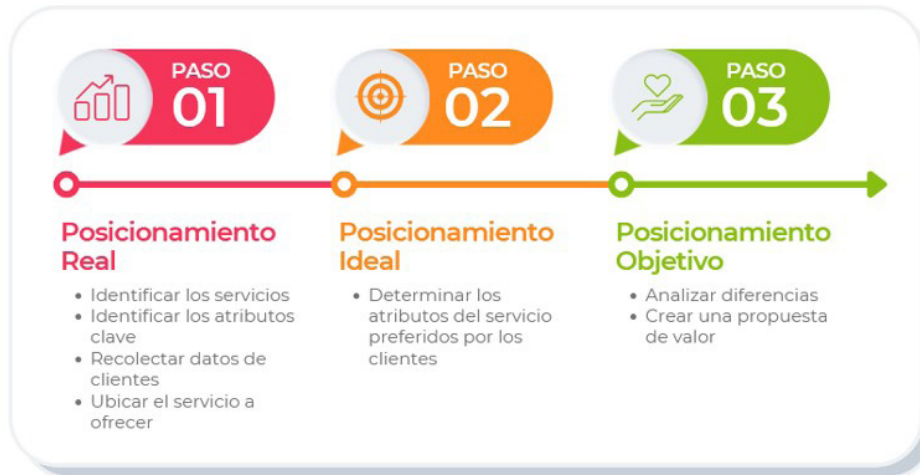 PASO
01
PASO
02
PASO
03
Posicionamiento
Real
• Identificar los servicios
• Identificar los atributos
clave
• Recolectar datos de
clientes
• Ubicar el servicio a
ofrecer
Posicionamiento
Ideal
• Determinar los
atributos del servicio
preferidos por los
clientes
Posicionamiento
Objetivo
• Analizar diferencias
• Crear una propuesta
de valor